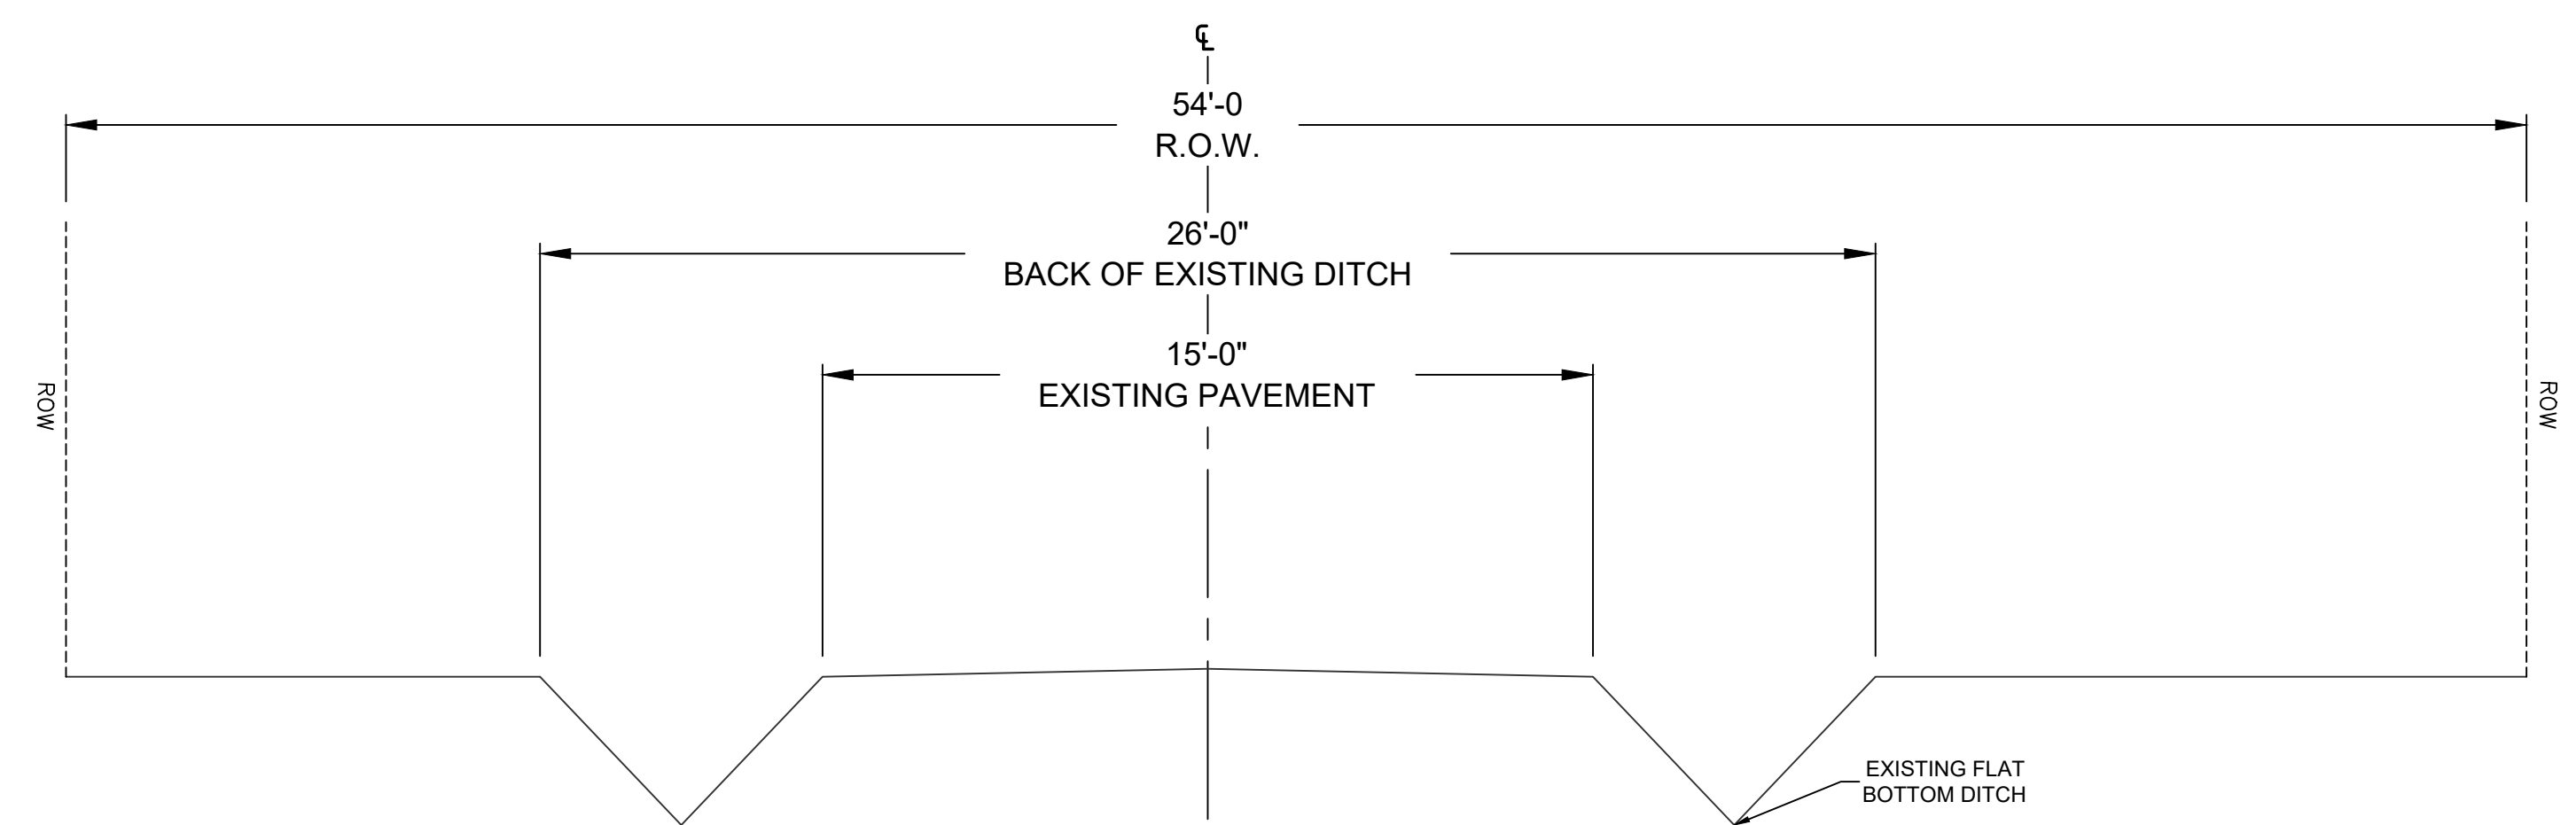 ℄
54'-0
R.O.W.
26'-0"
BACK OF EXISTING DITCH
15'-0"
EXISTING PAVEMENT
ROW
ROW
EXISTING FLAT
BOTTOM DITCH